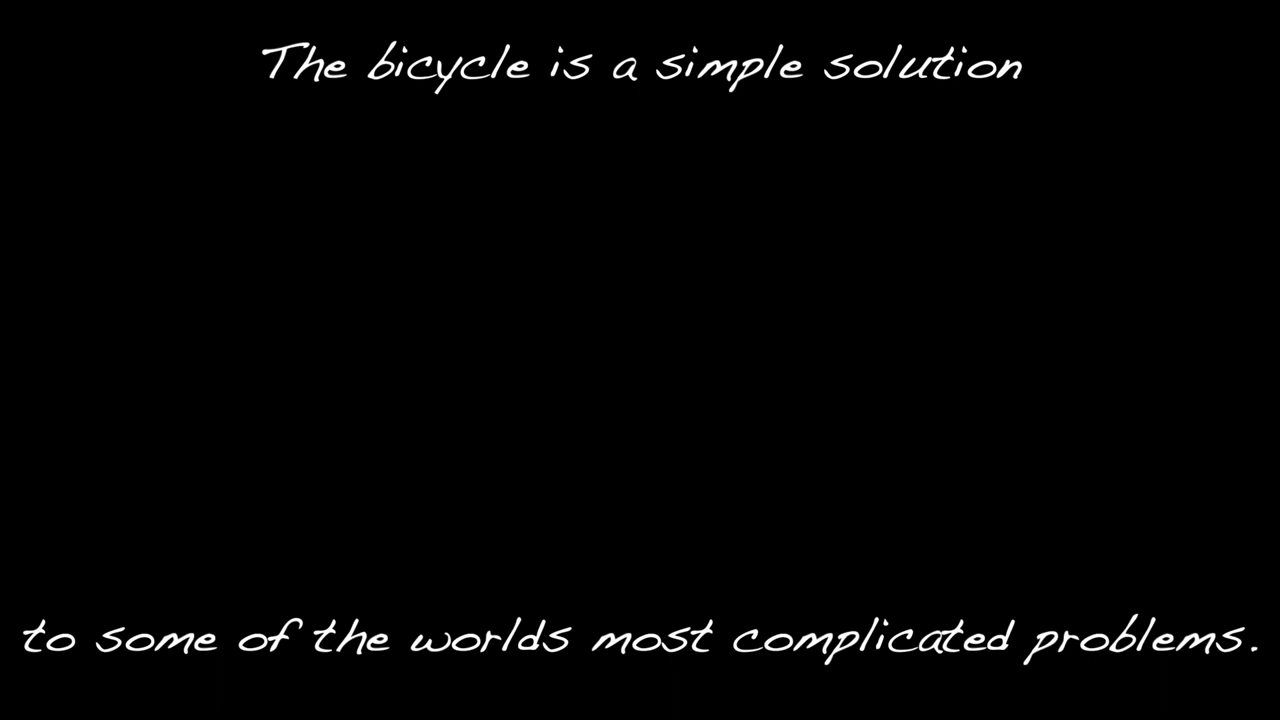 The bicycle is a simple solution
to some of the worlds most complicated problems.